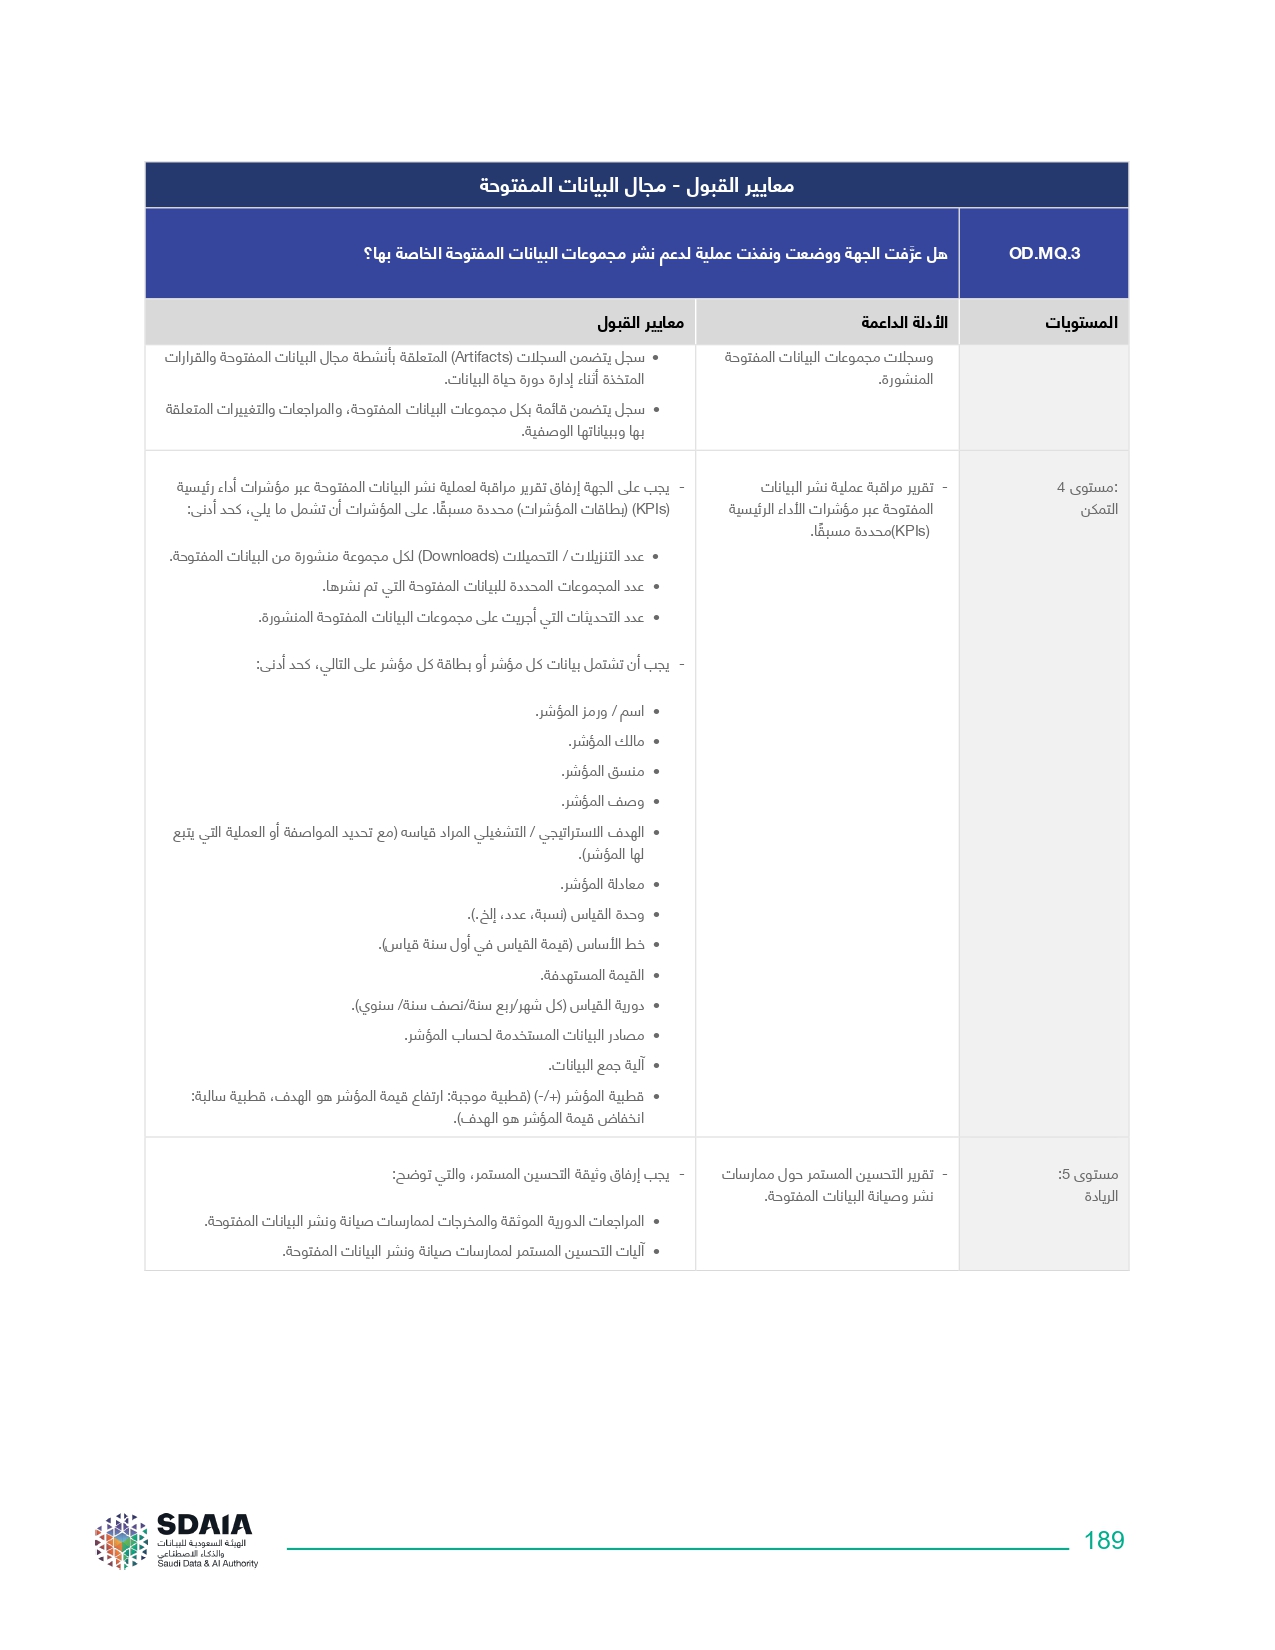 معايير القبول - مجال البيانات المفتوحة
OD.MQ.3
هل عرَّفت الجهة ووضعت ونفذت عملية لدعم نشر مجموعات البيانات المفتوحة الخاصة بها؟
المستويات
الأدلة الداعمة
معايير القبول
وسجلات مجموعات البيانات المفتوحة
المنشورة.
• سجل يتضمن السجلات (Artifacts) المتعلقة بأنشطة مجال البيانات المفتوحة والقرارات
المتخذة أثناء إدارة دورة حياة البيانات.
• سجل يتضمن قائمة بكل مجموعات البيانات المفتوحة، والمراجعات والتغييرات المتعلقة
بها وببياناتها الوصفية.
:مستوى 4
التمكن
- تقرير مراقبة عملية نشر البيانات
المفتوحة عبر مؤشرات الأداء الرئيسية
(KPIs)محددة مسبقًا.
- يجب على الجهة إرفاق تقرير مراقبة لعملية نشر البيانات المفتوحة عبر مؤشرات أداء رئيسية
(KPIs) (بطاقات المؤشرات) محددة مسبقًا. على المؤشرات أن تشمل ما يلي، كحد أدنى:
• عدد التنزيلات / التحميلات (Downloads) لكل مجموعة منشورة من البيانات المفتوحة.
• عدد المجموعات المحددة للبيانات المفتوحة التي تم نشرها.
• عدد التحديثات التي أجريت على مجموعات البيانات المفتوحة المنشورة.
- يجب أن تشتمل بيانات كل مؤشر أو بطاقة كل مؤشر على التالي، كحد أدنى:
• اسم / ورمز المؤشر.
• مالك المؤشر.
• منسق المؤشر.
• وصف المؤشر.
• الهدف الاستراتيجي / التشغيلي المراد قياسه (مع تحديد المواصفة أو العملية التي يتبع
لها المؤشر).
• معادلة المؤشر.
• وحدة القياس (نسبة، عدد، إلخ.).
• خط الأساس (قيمة القياس في أول سنة قياس).
• القيمة المستهدفة.
• دورية القياس (كل شهر/ربع سنة/نصف سنة/ سنوي).
• مصادر البيانات المستخدمة لحساب المؤشر.
• آلية جمع البيانات.
• قطبية المؤشر (+/-) (قطبية موجبة: ارتفاع قيمة المؤشر هو الهدف، قطبية سالبة:
انخفاض قيمة المؤشر هو الهدف).
مستوى 5:
الريادة
- تقرير التحسين المستمر حول ممارسات
نشر وصيانة البيانات المفتوحة.
- يجب إرفاق وثيقة التحسين المستمر، والتي توضح:
• المراجعات الدورية الموثقة والمخرجات لممارسات صيانة ونشر البيانات المفتوحة.
• آليات التحسين المستمر لممارسات صيانة ونشر البيانات المفتوحة.
SDAIA
الهيئة السعودية للبيانات
والذكاء الاصطناعي
Saudi Data & AI Authority
189